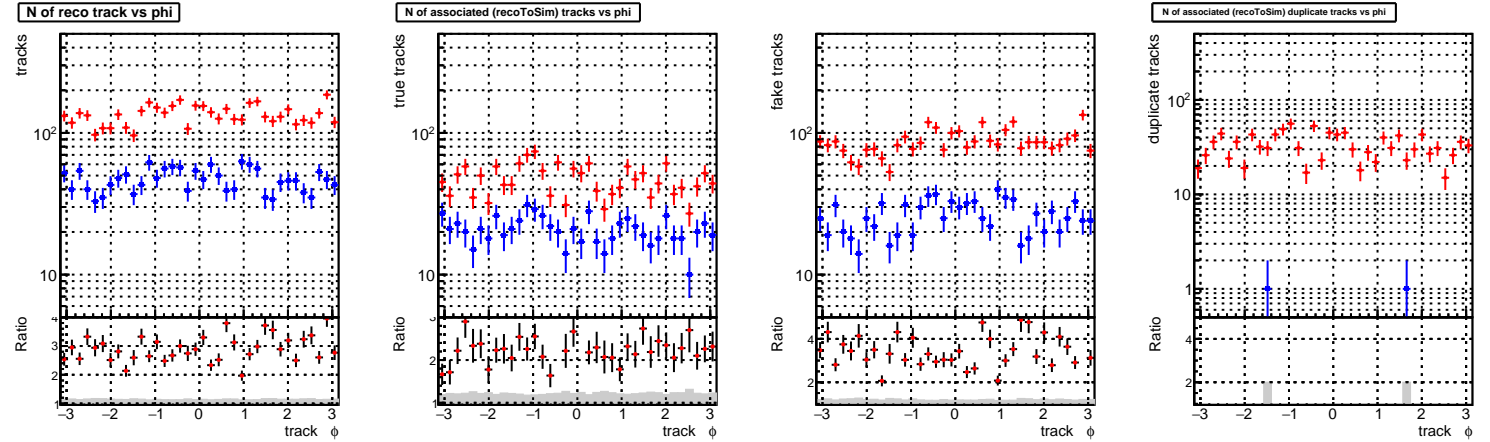 N of reco track vs phi
tracks
10²
10
Ratio
4
3
2
1
−3 −2 −1 0 1 2 3
track ϕ
N of associated (recoToSim) tracks vs phi
true tracks
10²
10
Ratio
3
2
1
−3 −2 −1 0 1 2 3
track ϕ
fake tracks
10²
10
Ratio
4
2
−3 −2 −1 0 1 2 3
track ϕ
N of associated (recoToSim) duplicate tracks vs phi
duplicate tracks
10²
10
1
Ratio
4
2
−3 −2 −1 0 1 2 3
track ϕ